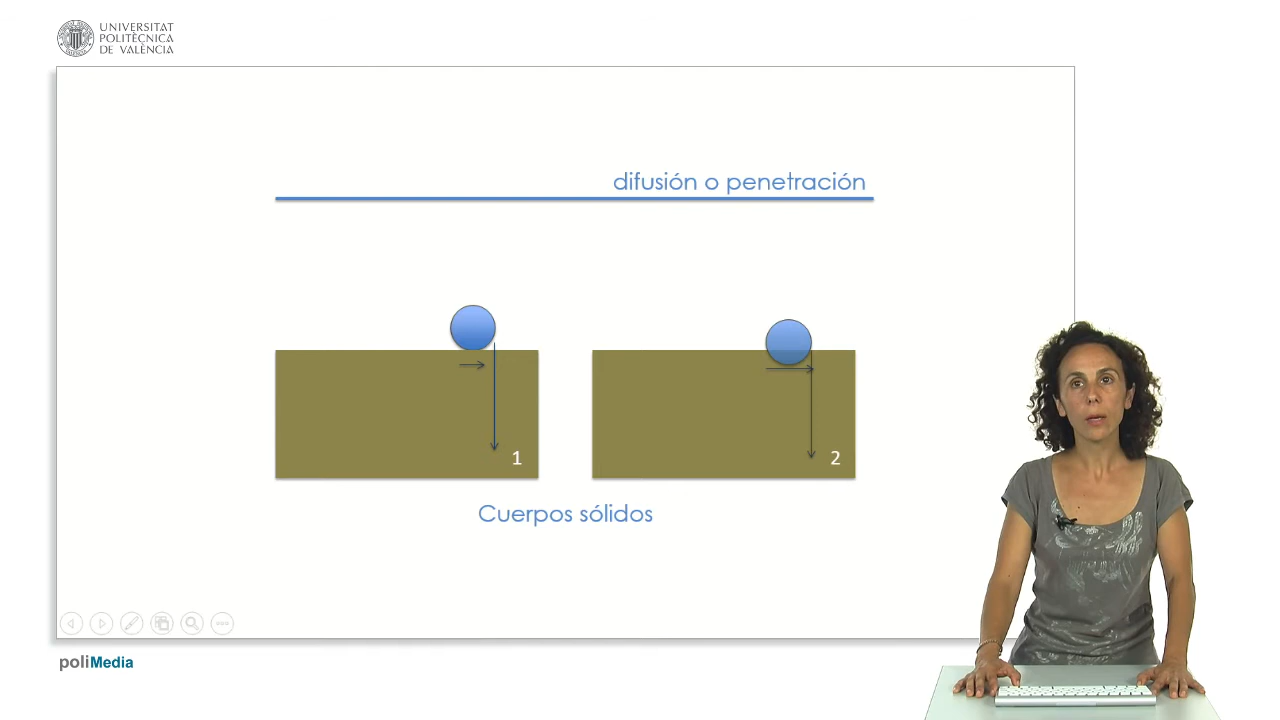 UNIVERSITAT
POLITÈCNICA
DE VALÈNCIA
difusión o penetración
1
2
Cuerpos sólidos
poliMedia